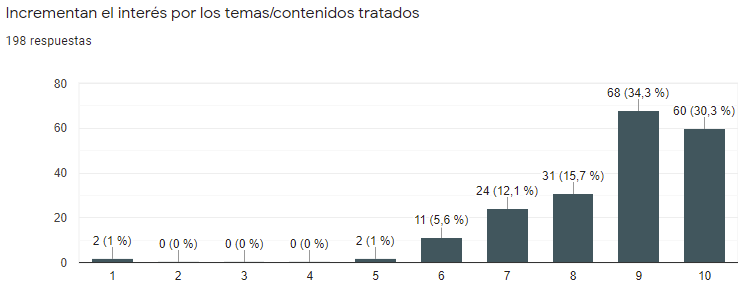 Incrementan el interés por los temas/contenidos tratados
198 respuestas
80
60
40
20
0
2 (1 %)
0 (0 %)
0 (0 %)
0 (0 %)
2 (1 %)
11 (5,6 %)
24 (12,1 %)
31 (15,7 %)
68 (34,3 %)
60 (30,3 %)
1 2 3 4 5 6 7 8 9 10